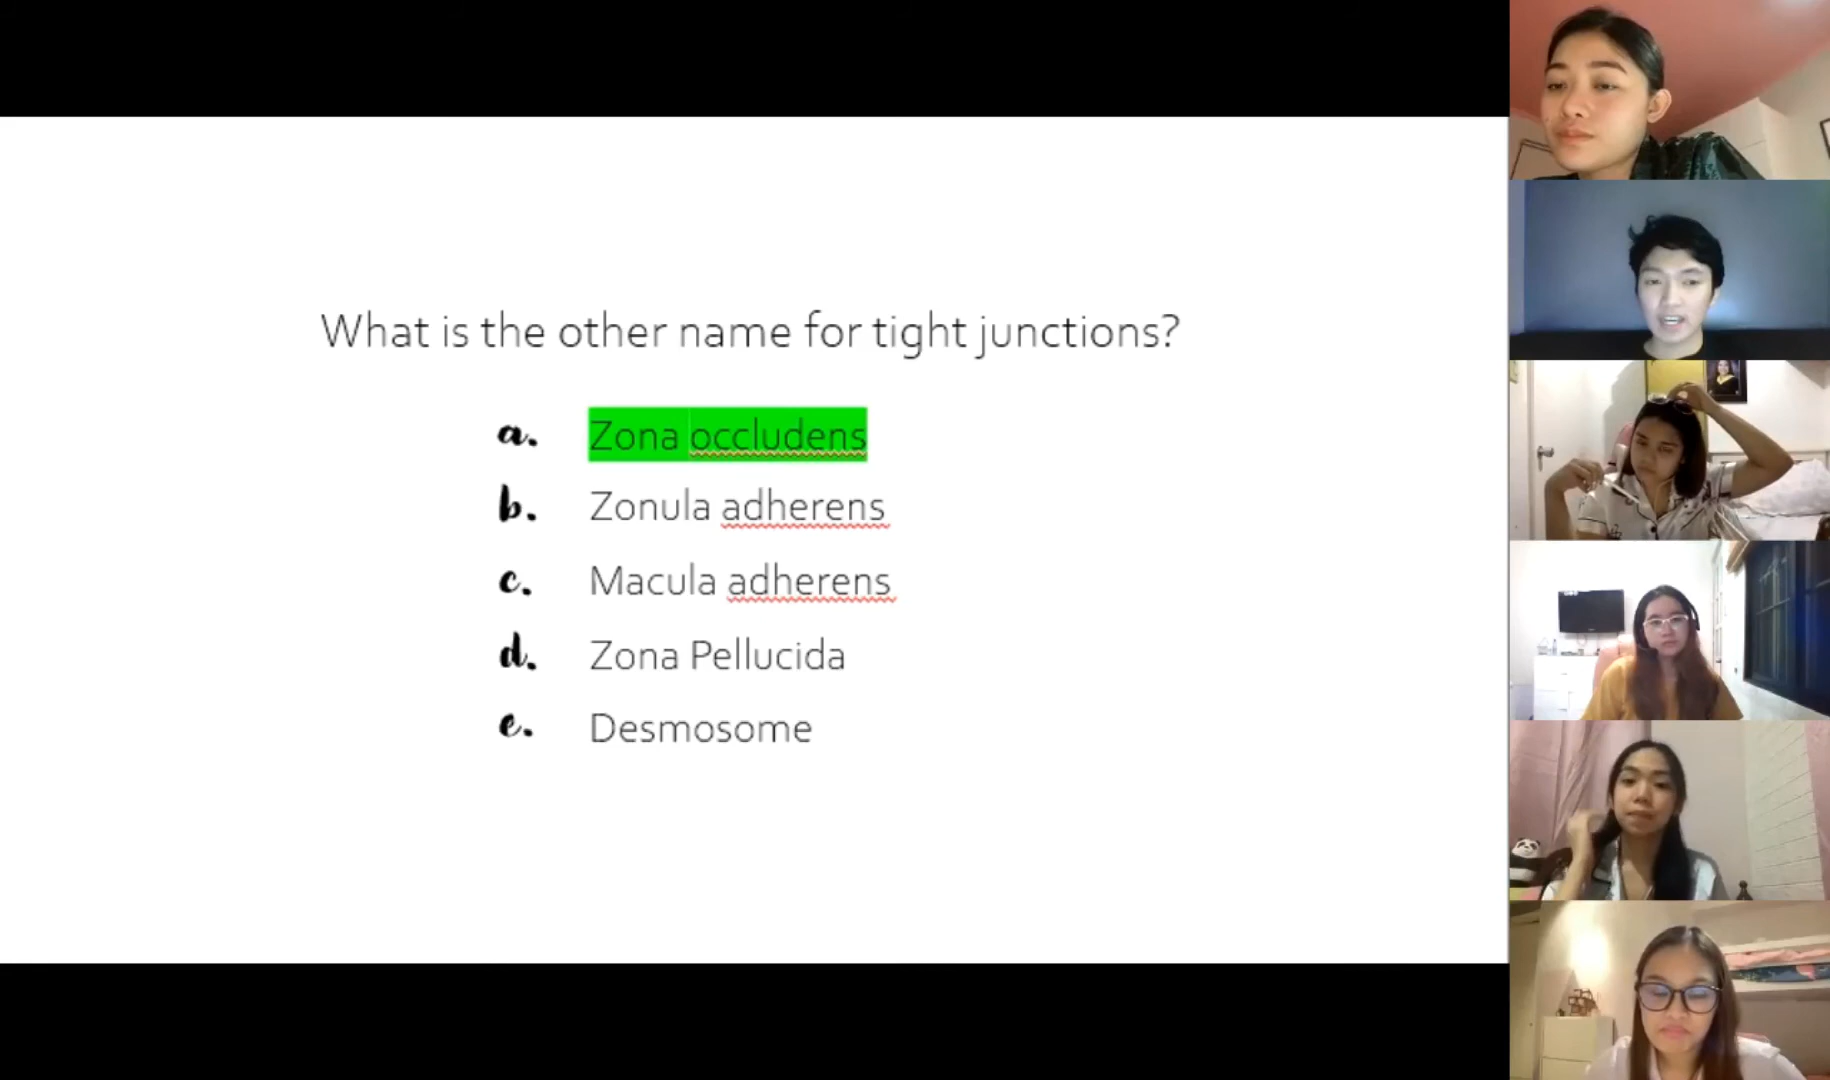 What is the other name for tight junctions?
a. Zona occludens
b. Zonula adherens
c. Macula adherens
d. Zona Pellucida
e. Desmosome